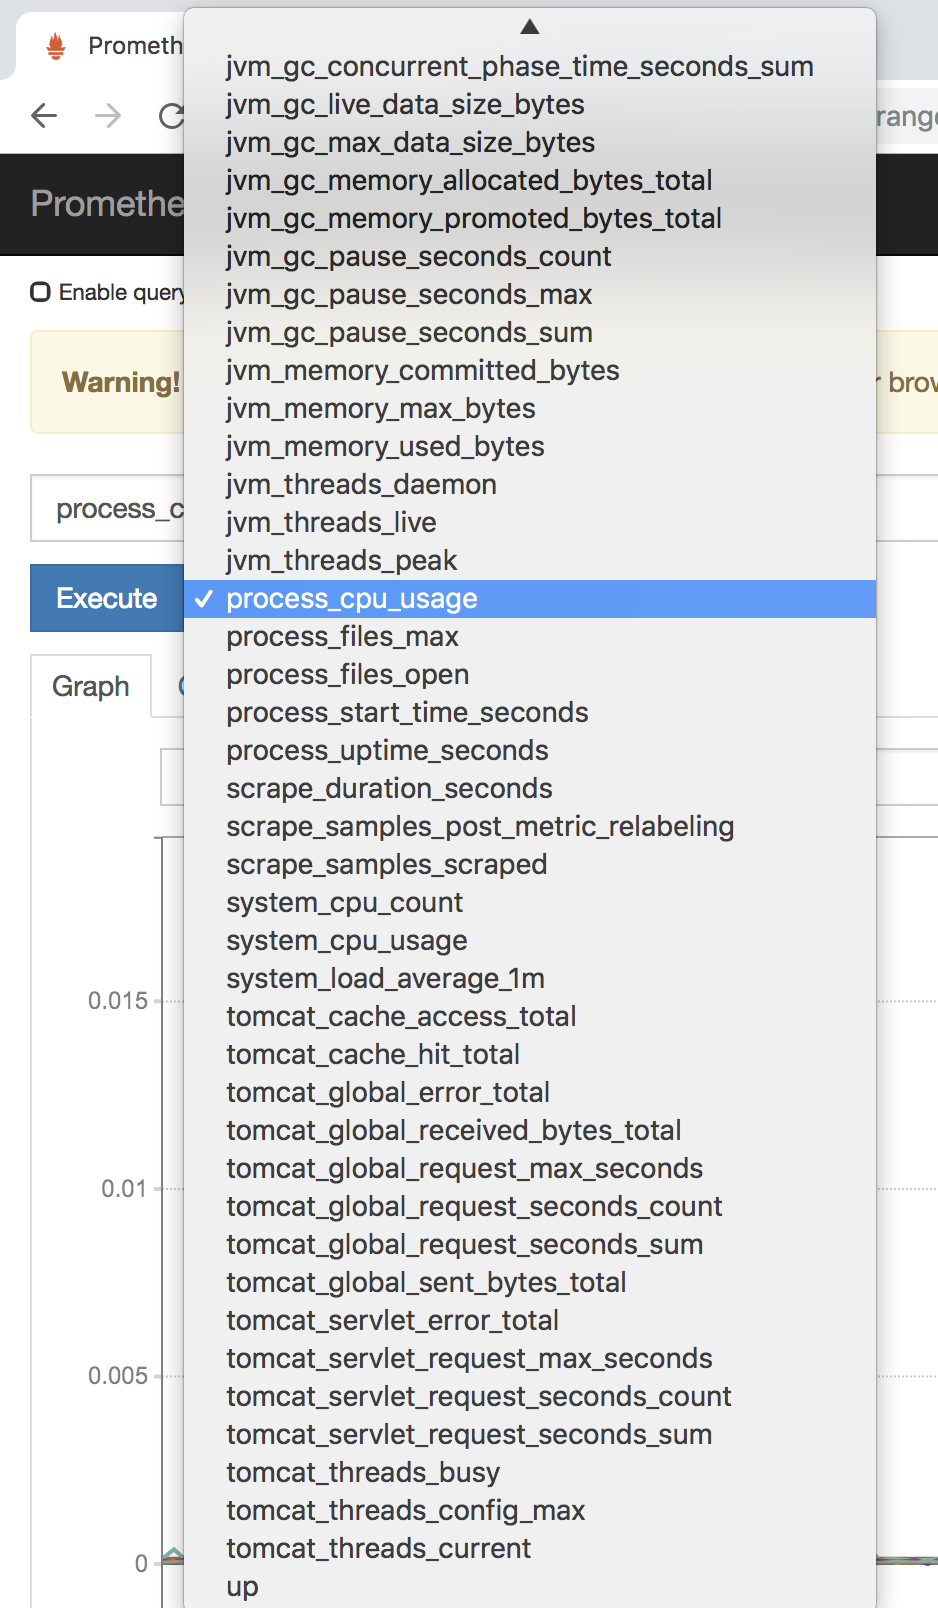 Prometh
rang
Promethe
Enable query
Warning!
r brow
process_c
Execute
Graph
0.015
0.01
0.005
0
jvm_gc_concurrent_phase_time_seconds_sum
jvm_gc_live_data_size_bytes
jvm_gc_max_data_size_bytes
jvm_gc_memory_allocated_bytes_total
jvm_gc_memory_promoted_bytes_total
jvm_gc_pause_seconds_count
jvm_gc_pause_seconds_max
jvm_gc_pause_seconds_sum
jvm_memory_committed_bytes
jvm_memory_max_bytes
jvm_memory_used_bytes
jvm_threads_daemon
jvm_threads_live
jvm_threads_peak
process_cpu_usage
process_files_max
process_files_open
process_start_time_seconds
process_uptime_seconds
scrape_duration_seconds
scrape_samples_post_metric_relabeling
scrape_samples_scraped
system_cpu_count
system_cpu_usage
system_load_average_1m
tomcat_cache_access_total
tomcat_cache_hit_total
tomcat_global_error_total
tomcat_global_received_bytes_total
tomcat_global_request_max_seconds
tomcat_global_request_seconds_count
tomcat_global_request_seconds_sum
tomcat_global_sent_bytes_total
tomcat_servlet_error_total
tomcat_servlet_request_max_seconds
tomcat_servlet_request_seconds_count
tomcat_servlet_request_seconds_sum
tomcat_threads_busy
tomcat_threads_config_max
tomcat_threads_current
up